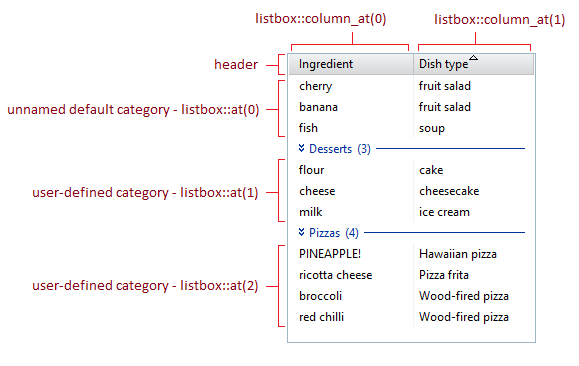 listbox::column_at(0) listbox::column_at(1)
header Ingredient Dish type
cherry fruit salad
unnamed default category - listbox::at(0) banana fruit salad
fish soup
Desserts (3)
flour cake
user-defined category - listbox::at(1) cheese cheesecake
milk ice cream
Pizzas (4)
PINEAPPLE! Hawaiian pizza
ricotta cheese Pizza frita
user-defined category - listbox::at(2) broccoli Wood-fired pizza
red chilli Wood-fired pizza